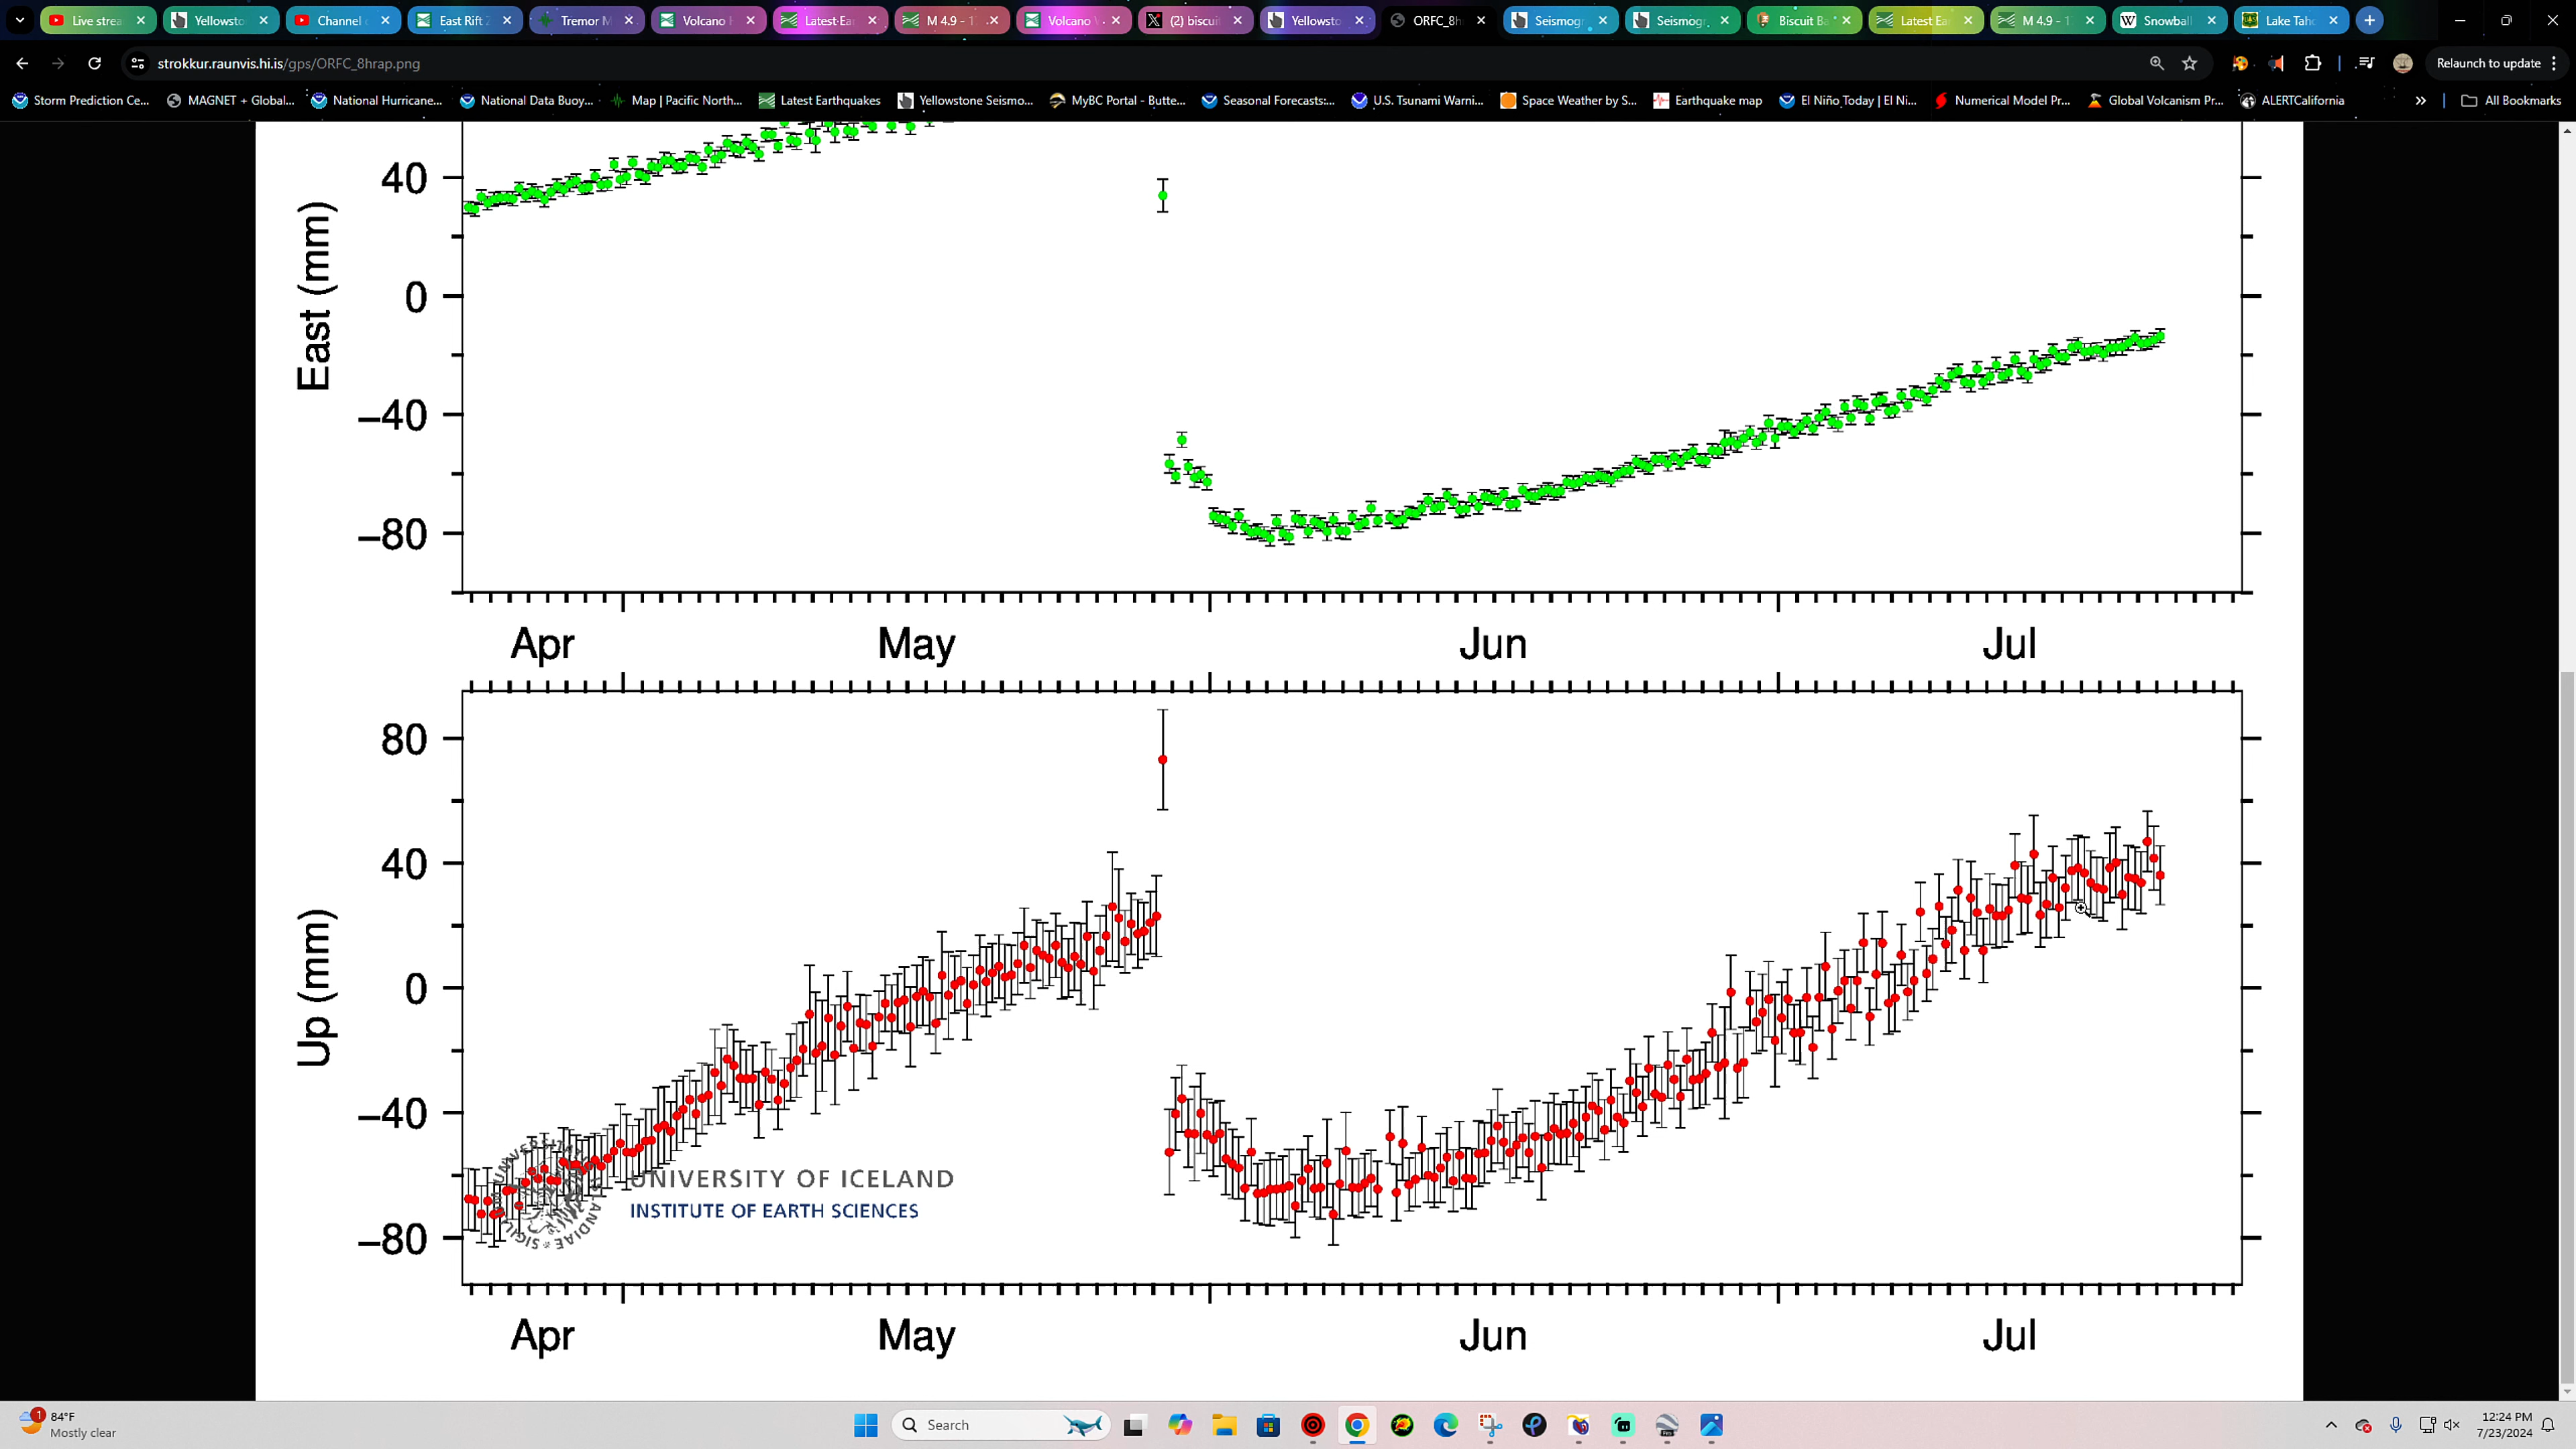 Live strea
Yellowsto
Channel
East Rift Z
Tremor M
Volcano
Latest Ea
M 4.9 - 1
Volcano
(2) biscui
Yellowsto
ORFC_8h
Seismog
Seismog
Biscuit Ba
Latest Ea
M 4.9 - 1
Snowball
Lake Taho
strokkur.raunvis.hi.is/gps/ORFC_8hrap.png
Relaunch to update
Storm Prediction Ce...
MAGNET + Global...
National Hurricane...
National Data Buoy...
Map | Pacific North...
Latest Earthquakes
Yellowstone Seismo...
MyBC Portal - Butte...
Seasonal Forecasts:...
U.S. Tsunami Warni...
Space Weather by S...
Earthquake map
El Niño Today | El Ni...
Numerical Model Pr...
Global Volcanism Pr...
ALERTCalifornia
»
All Bookmarks
East (mm)
40
0
–40
–80
Apr May Jun Jul
Up (mm)
80
40
0
–40
–80
UNIVERSITY OF ICELAND
INSTITUTE OF EARTH SCIENCES
Apr May Jun Jul
1
84°F
Mostly clear
Search
12:24 PM
7/23/2024